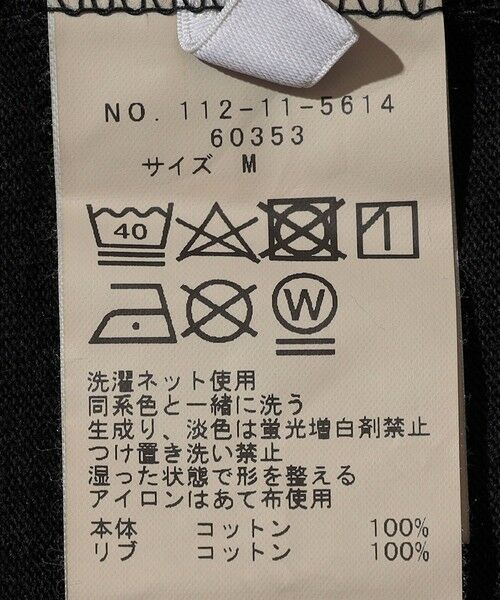 NO. 112-11-5614
60353
サイズ M
40
W
洗濯ネット使用
同系色と一緒に洗う
生成り、淡色は蛍光増白剤禁止
つけ置き洗い禁止
湿った状態で形を整える
アイロンはあて布使用
本体 コットン 100%
リブ コットン 100%